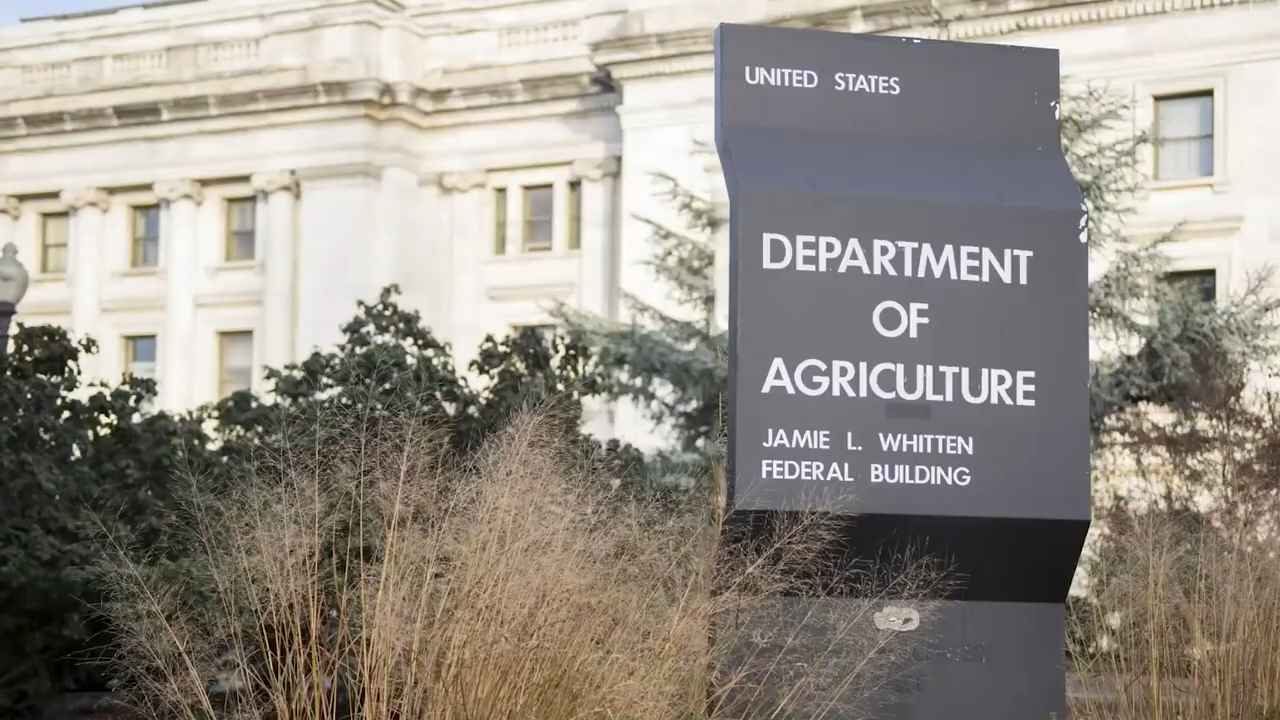 UNITED STATES
DEPARTMENT
OF
AGRICULTURE
JAMIE L. WHITTEN
FEDERAL BUILDING